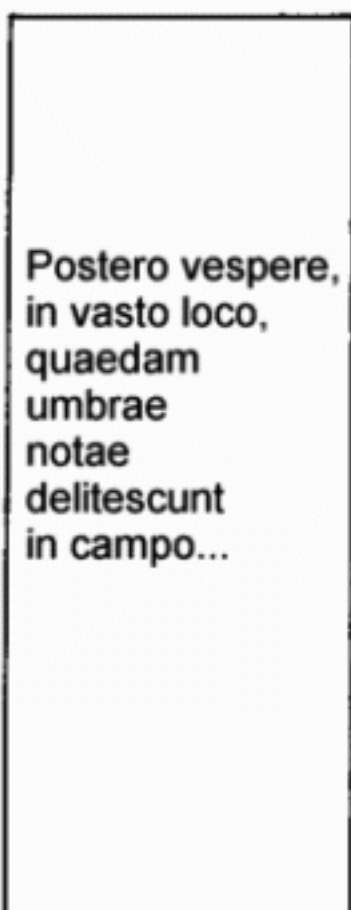 Postero vespere,
in vasto loco,
quaedam
umbrae
notae
delitescunt
in campo...